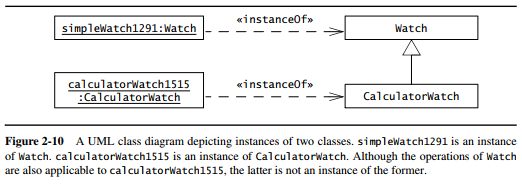 «instanceOf»
simpleWatch1291:Watch
Watch
calculatorWatch1515
:CalculatorWatch
«instanceOf»
CalculatorWatch
Figure 2-10 A UML class diagram depicting instances of two classes. simpleWatch1291 is an instance
of Watch. calculatorWatch1515 is an instance of CalculatorWatch. Although the operations of Watch
are also applicable to calculatorWatch1515, the latter is not an instance of the former.